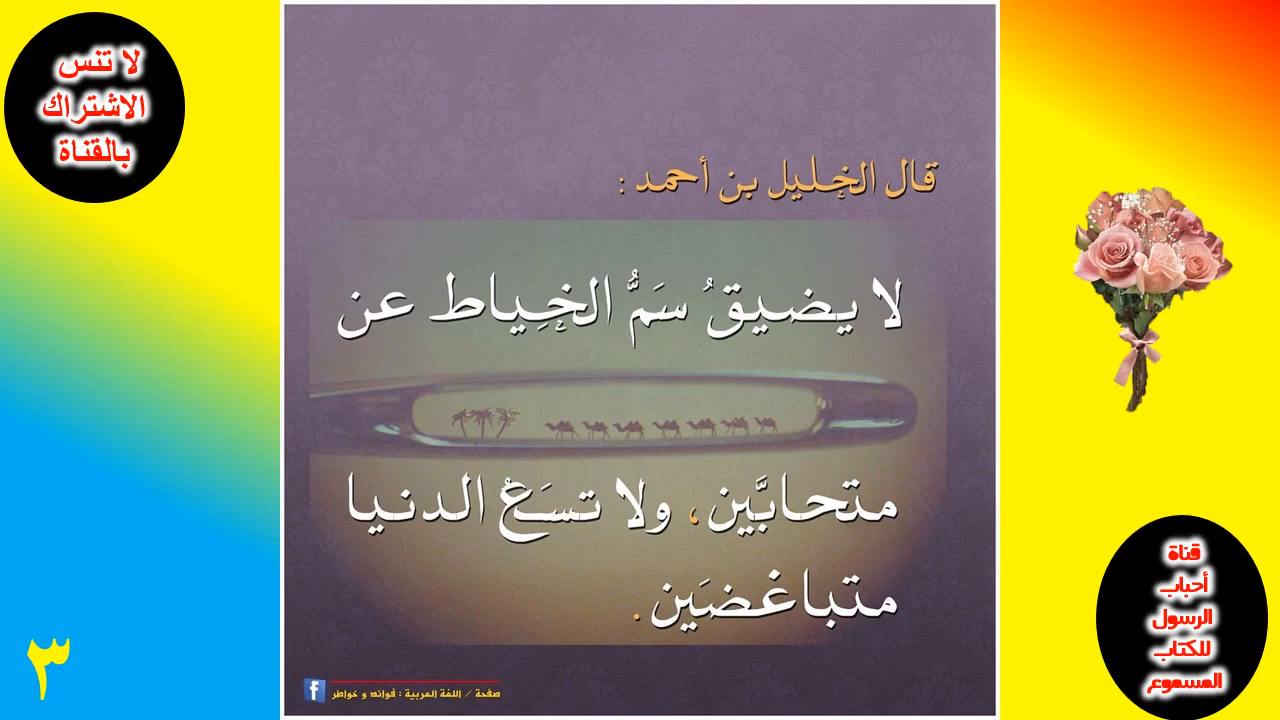 لا تنس
الاشتراك
بالقناة
قال الخليل بن أحمد :
لا يضيقُ سَمُّ الخِياط عن
متحابَّين، ولا تسَعُ الدنيا
متباغضَين.
صفحة / اللغة العربية : فوائد و خواطر
٣
قناة
أحباب
الرسول
للكتاب
المسموع